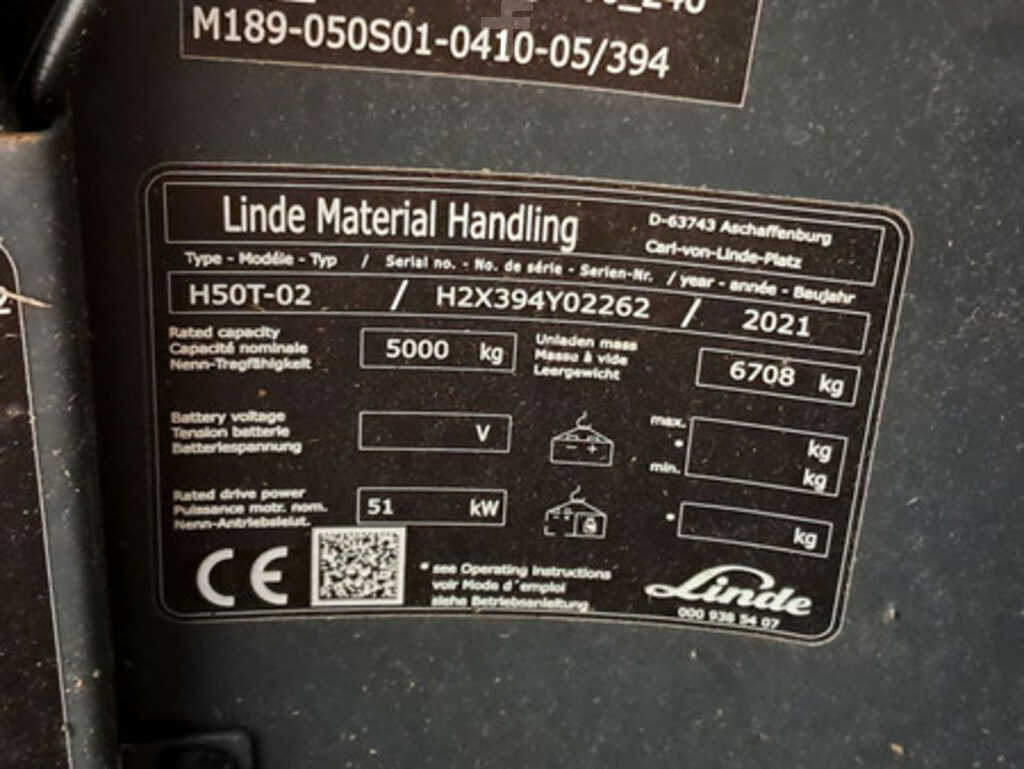 M189-050S01-0410-05/394
Linde Material Handling
D-63743 Aschaffenburg
Carl-von-Linde-Platz
Type - Modéle - Typ / Serial no. - No. de série - Serien-Nr. / year - année - Baujahr
H50T-02 / H2X394Y02262 / 2021
Rated capacity
Capacité nominale
Nenn-Tragfähigkeit
5000 kg
Unladen mass
Masse à vide
Leergewicht
6708 kg
Battery voltage
Tension batterie
Batteriespannung
V
max.
*
min.
kg
kg
Rated drive power
Puissance motr. nom.
Nenn-Antriebsleist.
51 kW
* kg
CE
* see Operating instructions
voir Mode d'emploi
siehe Betriebsanleitung
Linde
000 938 54 07